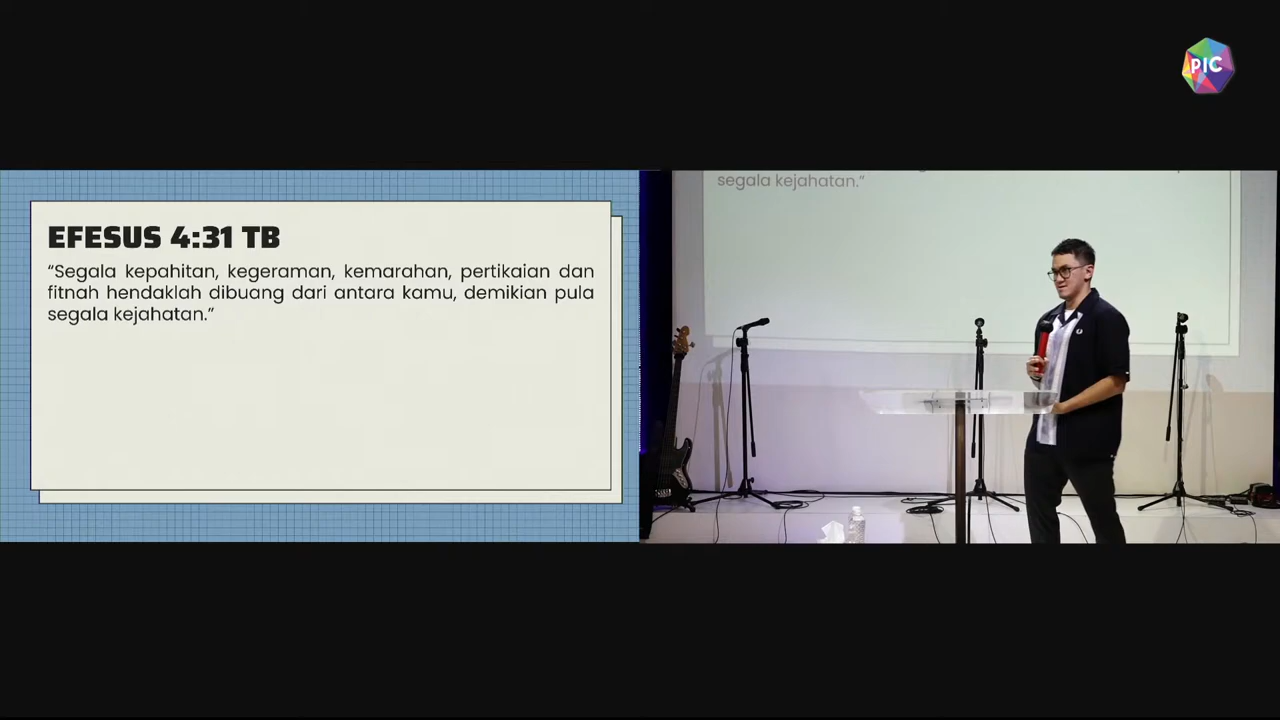 PIC
EFESUS 4:31 TB
“Segala kepahitan, kegeraman, kemarahan, pertikaian dan
fitnah hendaklah dibuang dari antara kamu, demikian pula
segala kejahatan.”
segala kejahatan.”